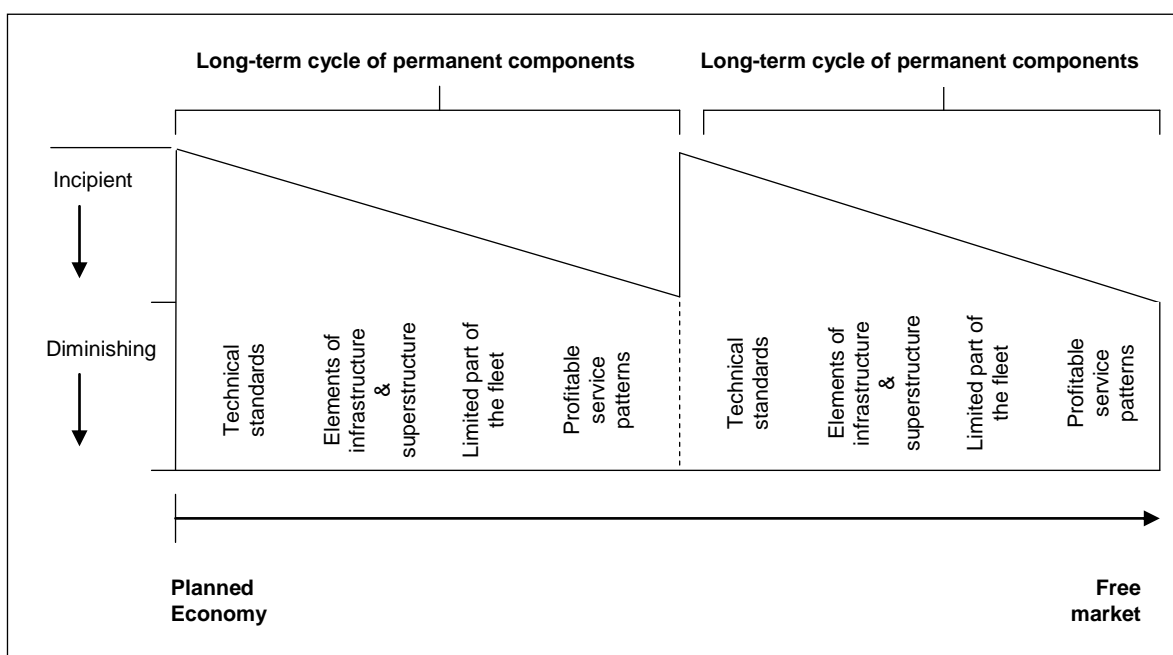 Long-term cycle of permanent components
Long-term cycle of permanent components
Incipient
Diminishing
Technical
standards
Elements of
infrastructure
&
superstructure
Limited part of
the fleet
Profitable
service
patterns
Technical
standards
Elements of
infrastructure
&
superstructure
Limited part of
the fleet
Profitable
service
patterns
Planned
Economy
Free
market